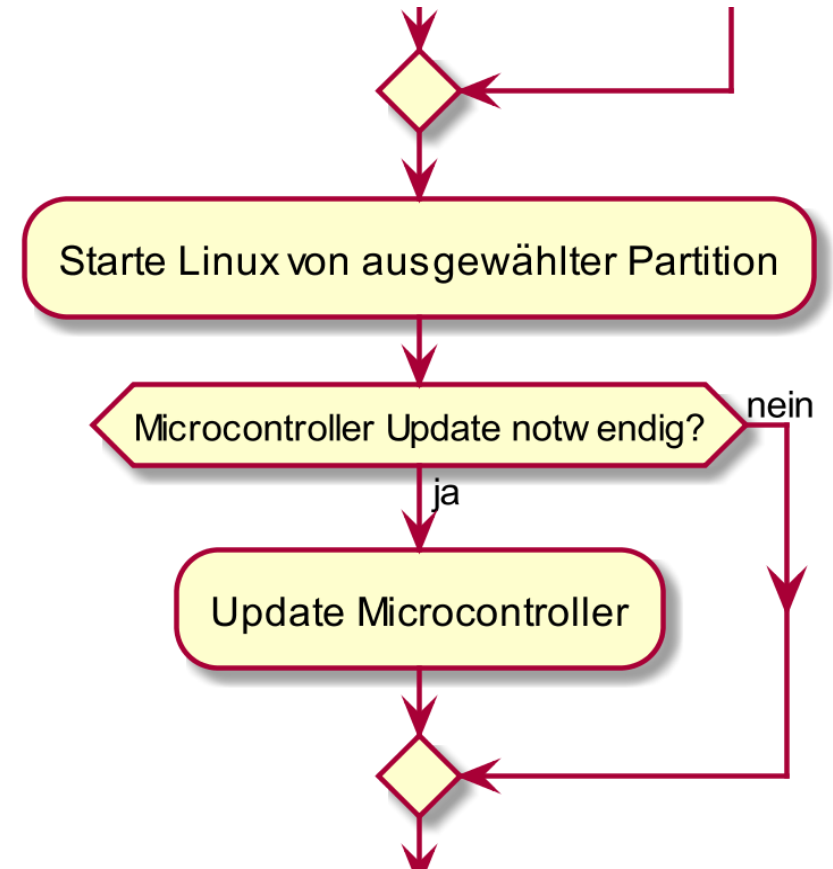 Starte Linux von ausgewählter Partition
Microcontroller Update notwendig?
nein
ja
Update Microcontroller